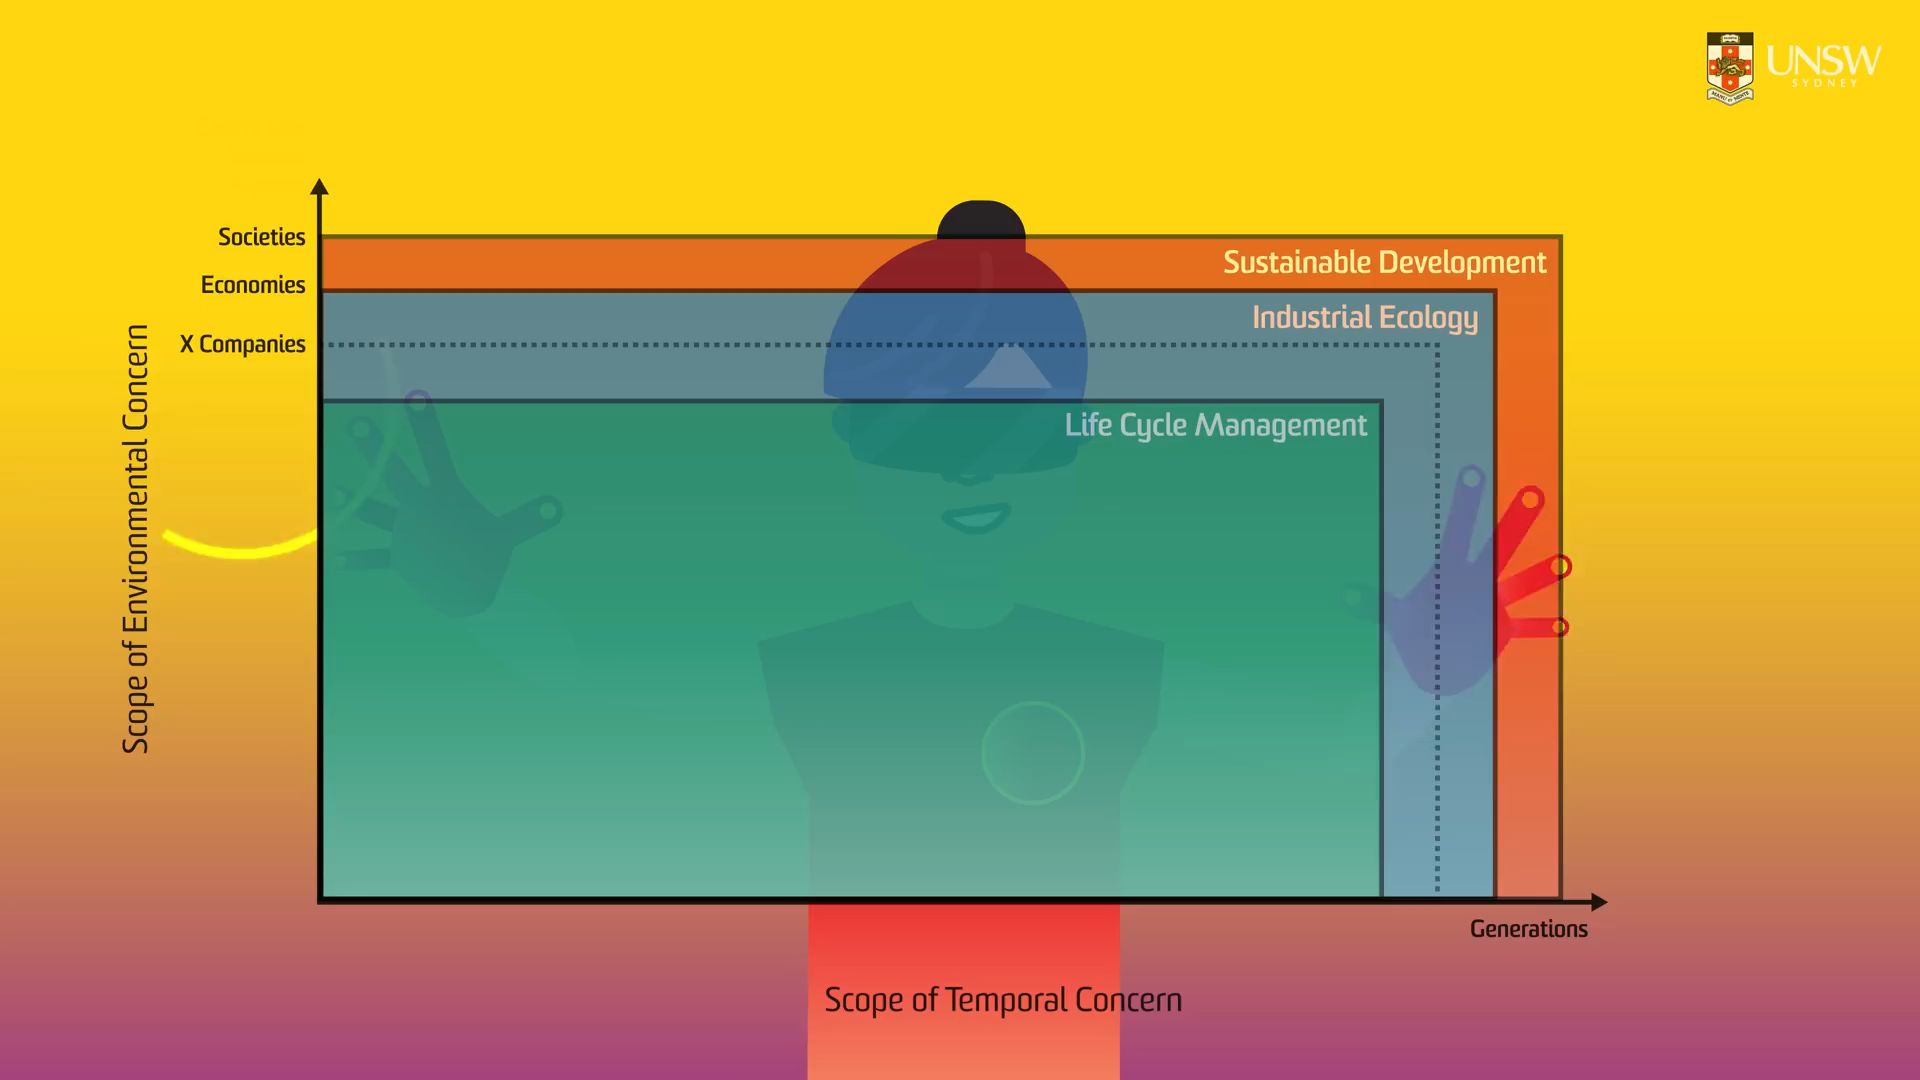 UNSW
SYDNEY
Societies
Sustainable Development
Economies
Industrial Ecology
X Companies
Life Cycle Management
Scope of Environmental Concern
Generations
Scope of Temporal Concern